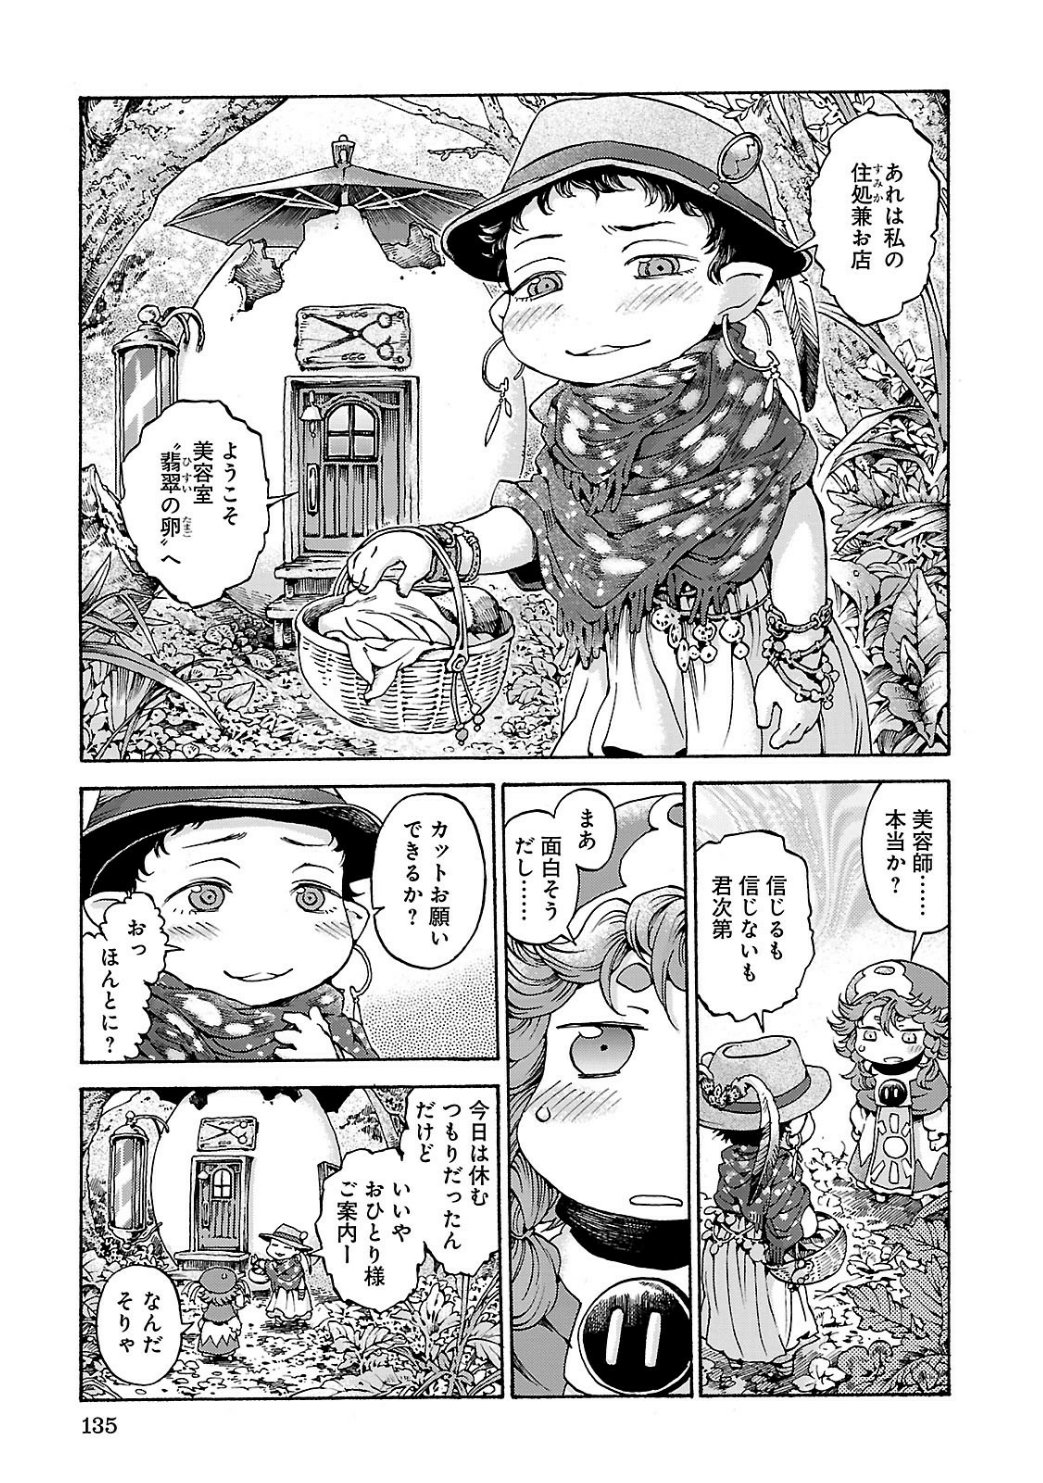 あれは私の
住処兼お店
すみか
ようこそ
美容室
〝翡翠の卵〟へ
ひすい
たまご
美容師……
本当か？
信じるも
信じないも
君次第
まあ
面白そう
だし……
カットお願い
できるか？
おっ
ほんとに？
今日は休む
つもりだったん
だけど
いいや
おひとり様
ご案内ー
なんだ
そりゃ
135